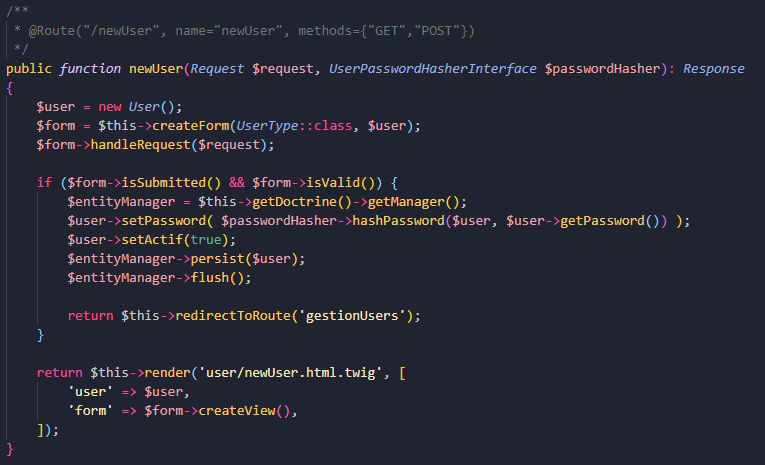 /**
 * @Route("/newUser", name="newUser", methods={"GET","POST"})
 */
public function newUser(Request $request, UserPasswordHasherInterface $passwordHasher): Response
{
    $user = new User();
    $form = $this->createForm(UserType::class, $user);
    $form->handleRequest($request);

    if ($form->isSubmitted() && $form->isValid()) {
        $entityManager = $this->getDoctrine()->getManager();
        $user->setPassword( $passwordHasher->hashPassword($user, $user->getPassword()) );
        $user->setActif(true);
        $entityManager->persist($user);
        $entityManager->flush();

        return $this->redirectToRoute('gestionUsers');
    }

    return $this->render('user/newUser.html.twig', [
        'user' => $user,
        'form' => $form->createView(),
    ]);
}